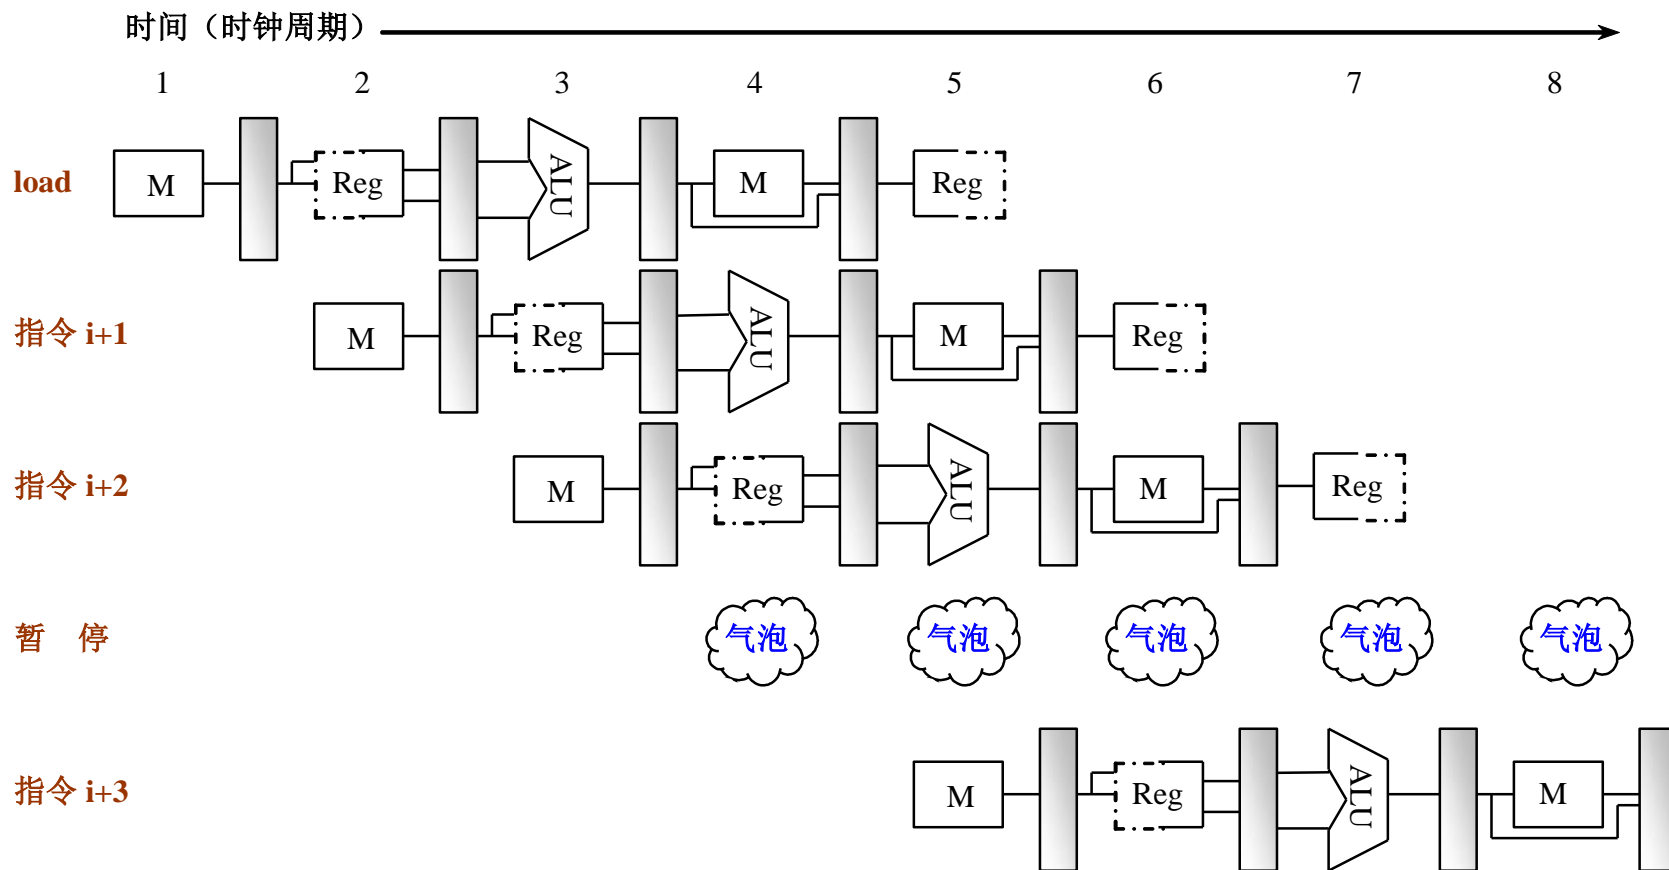 时间（时钟周期）
1 2 3 4 5 6 7 8
load M Reg ALU M Reg
指令 i+1 M Reg ALU M Reg
指令 i+2 M Reg ALU M Reg
暂 停 气泡 气泡 气泡 气泡 气泡
指令 i+3 M Reg ALU M